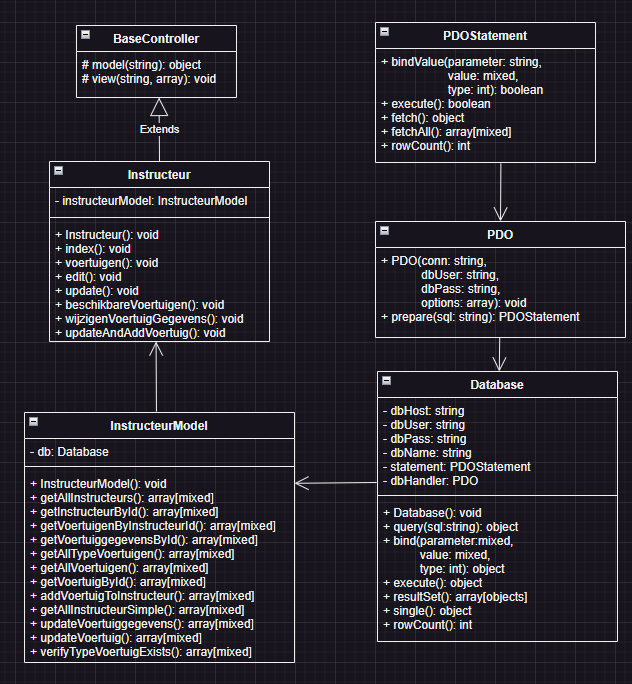 BaseController
# model(string): object
# view(string, array): void
Extends
Instructeur
- instructeurModel: InstructeurModel
+ Instructeur(): void
+ index(): void
+ voertuigen(): void
+ edit(): void
+ update(): void
+ beschikbareVoertuigen(): void
+ wijzigenVoertuigGegevens(): void
+ updateAndAddVoertuig(): void
InstructeurModel
- db: Database
+ InstructeurModel(): void
+ getAllInstructeurs(): array[mixed]
+ getInstructeurById(): array[mixed]
+ getVoertuigenByInstructeurId(): array[mixed]
+ getVoertuiggegevensById(): array[mixed]
+ getAllTypeVoertuigen(): array[mixed]
+ getAllVoertuigen(): array[mixed]
+ getVoertuigById(): array[mixed]
+ addVoertuigToInstructeur(): array[mixed]
+ getAllInstructeurSimple(): array[mixed]
+ updateVoertuiggegevens(): array[mixed]
+ updateVoertuig(): array[mixed]
+ verifyTypeVoertuigExists(): array[mixed]
PDOStatement
+ bindValue(parameter: string,
value: mixed,
type: int): boolean
+ execute(): boolean
+ fetch(): object
+ fetchAll(): array[mixed]
+ rowCount(): int
PDO
+ PDO(conn: string,
dbUser: string,
dbPass: string,
options: array): void
+ prepare(sql: string): PDOStatement
Database
- dbHost: string
- dbUser: string
- dbPass: string
- dbName: string
- statement: PDOStatement
- dbHandler: PDO
+ Database(): void
+ query(sql:string): object
+ bind(parameter:mixed,
value: mixed,
type: int): object
+ execute(): object
+ resultSet(): array[objects]
+ single(): object
+ rowCount(): int